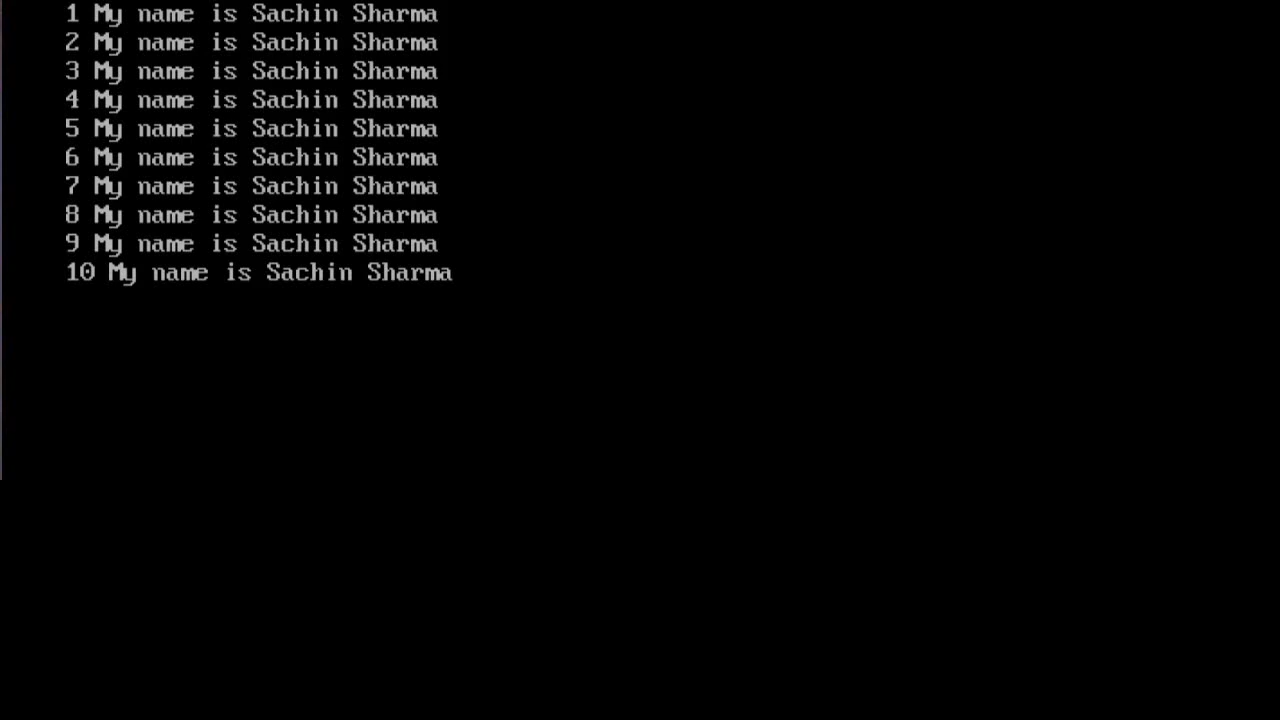 1 My name is Sachin Sharma
2 My name is Sachin Sharma
3 My name is Sachin Sharma
4 My name is Sachin Sharma
5 My name is Sachin Sharma
6 My name is Sachin Sharma
7 My name is Sachin Sharma
8 My name is Sachin Sharma
9 My name is Sachin Sharma
10 My name is Sachin Sharma